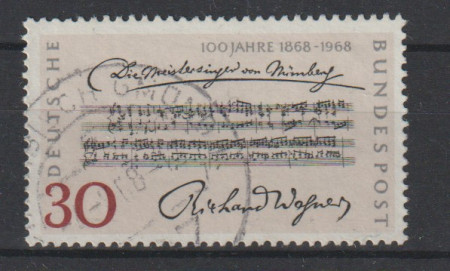 100 JAHRE 1868-1968
Die Meistersinger von Nürnberg
DEUTSCHE
BUNDESPOST
30
Richard Wagner